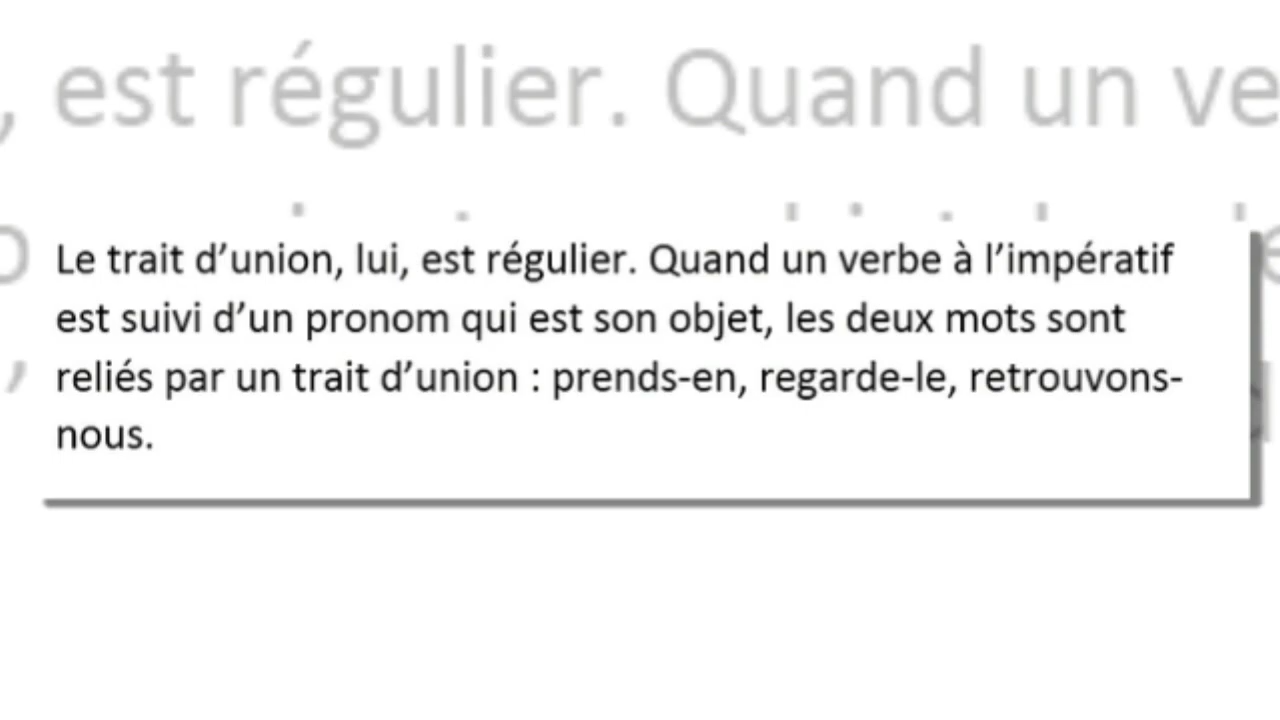 , est régulier. Quand un ve
Le trait d’union, lui, est régulier. Quand un verbe à l’impératif
est suivi d’un pronom qui est son objet, les deux mots sont
reliés par un trait d’union : prends-en, regarde-le, retrouvons-
nous.